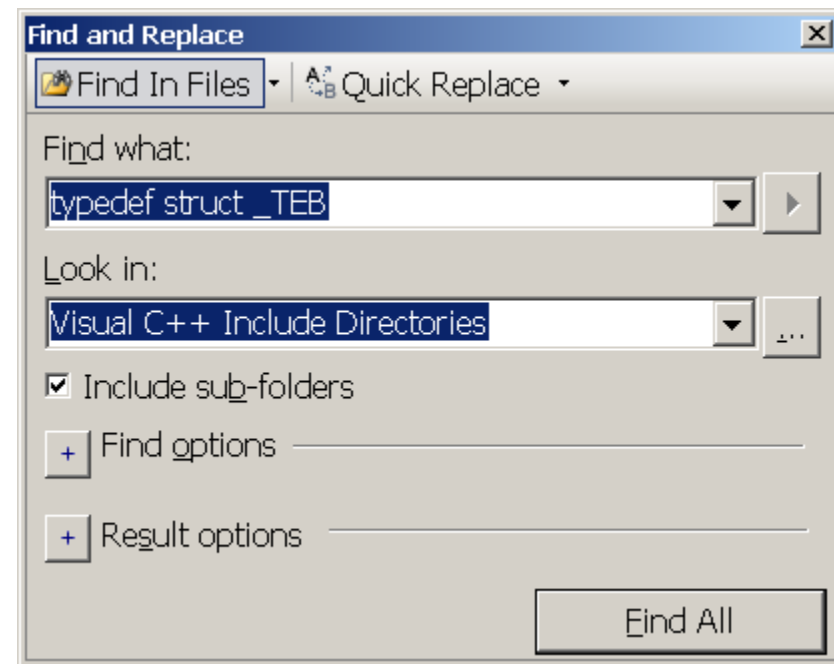 Find and Replace
Find In Files Quick Replace
Find what:
typedef struct _TEB
Look in:
Visual C++ Include Directories
...
Include sub-folders
+ Find options
+ Result options
Find All